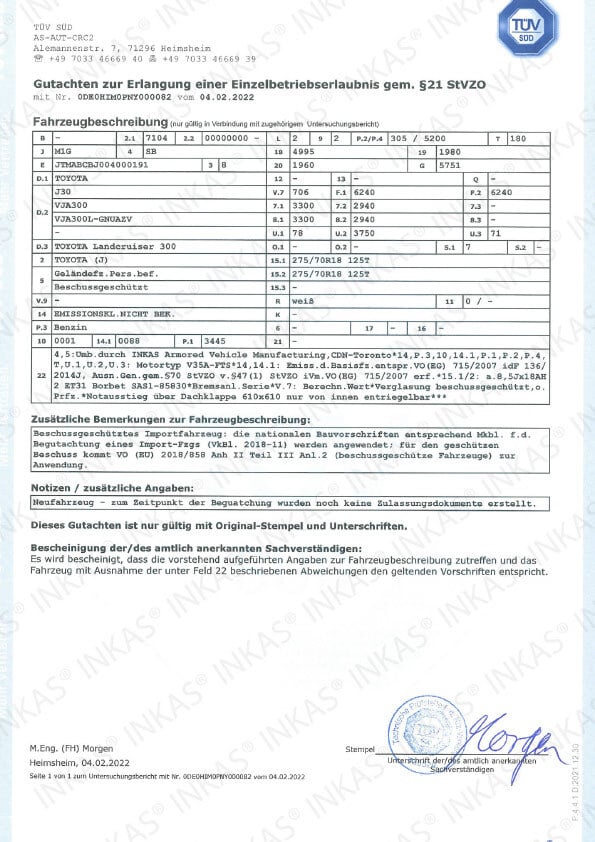 TÜV SÜD
AS-AUT-CRC2
Alemannenstr. 7, 71296 Heimsheim
☎ +49 7033 46669 40 +49 7033 46669 39
TÜV
SÜD
Gutachten zur Erlangung einer Einzelbetriebserlaubnis gem. §21 StVZO
mit Nr. 0DE0HIM0PNY000082 vom 04.02.2022
Fahrzeugbeschreibung (nur gültig in Verbindung mit zugehörigem Untersuchungsbericht)
B - 2.1 7104 2.2 00000000 - L 2 9 2 P.2/P.4 305 / 5200 T 180
J M1G 4 SB 18 4995 19 1980
E JTMABCBJ004000191 3 8 20 1960 G 5751
D.1 TOYOTA 12 - 13 - Q -
D.2 J30 V.7 706 F.1 6240 F.2 6240
VJA300 7.1 3300 7.2 2940 7.3 -
VJA300L-GNUAZV 8.1 3300 8.2 2940 8.3 -
- U.1 78 U.2 3750 U.3 71
D.3 TOYOTA Landcruiser 300 O.1 - O.2 - S.1 7 S.2 -
2 TOYOTA (J) 15.1 275/70R18 125T
5 Geländefz.Pers.bef. 15.2 275/70R18 125T
Beschussgeschützt 15.3 -
V.9 - R weiß 11 0 / -
14 EMISSIONSKL.NICHT BEK. K -
P.3 Benzin 6 - 17 - 16 -
10 0001 14.1 0088 P.1 3445 21 -
22 4,5:Umb.durch INKAS Armored Vehicle Manufacturing,CDN-Toronto*14,P.3,10,14.1,P.1,P.2,P.4,
T,U.1,U.2,U.3: Motortyp V35A-FTS*14,14.1: Emiss.d.Basisfz.entspr.VO(EG) 715/2007 idF 136/
2014J, Ausn.Gen.gem.§70 StVZO v.§47(1) StVZO iVm.VO(EG) 715/2007 erf.*15.1/2: a.8,5Jx18AH
2 ET31 Borbet SAS1-85830*Bremsanl.Serie*V.7: Berechn.Wert*Verglasung beschussgeschützt,o.
Prfz.*Notausstieg über Dachklappe 610x610 nur von innen entriegelbar***
Zusätzliche Bemerkungen zur Fahrzeugbeschreibung:
Beschussgeschütztes Importfahrzeug: die nationalen Bauvorschriften entsprechend Mkbl. f.d.
Begutachtung eines Import-Fzgs (VkBl. 2018-11) werden angewendet; für den geschützen
Beschuss kommt VO (EU) 2018/858 Anh II Teil III Anl.2 (beschussgeschütze Fahrzeuge) zur
Anwendung.
Notizen / zusätzliche Angaben:
Neufahrzeug - zum Zeitpunkt der Beguatchung wurden noch keine Zulassungsdokumente erstellt.
Dieses Gutachten ist nur gültig mit Original-Stempel und Unterschriften.
Bescheinigung der/des amtlich anerkannten Sachverständigen:
Es wird bescheinigt, dass die vorstehend aufgeführten Angaben zur Fahrzeugbeschreibung zutreffen und das
Fahrzeug mit Ausnahme der unter Feld 22 beschriebenen Abweichungen den geltenden Vorschriften entspricht.
M.Eng. (FH) Morgen
Stempel
Morgen
Heimsheim, 04.02.2022
Unterschrift der/des amtlich anerkannten
Sachverständigen
Seite 1 von 1 zum Untersuchungsbericht mit Nr. 0DE0HIM0PNY000082 vom 04.02.2022
P 4.4.1 D 2021.12.30
INKAS®